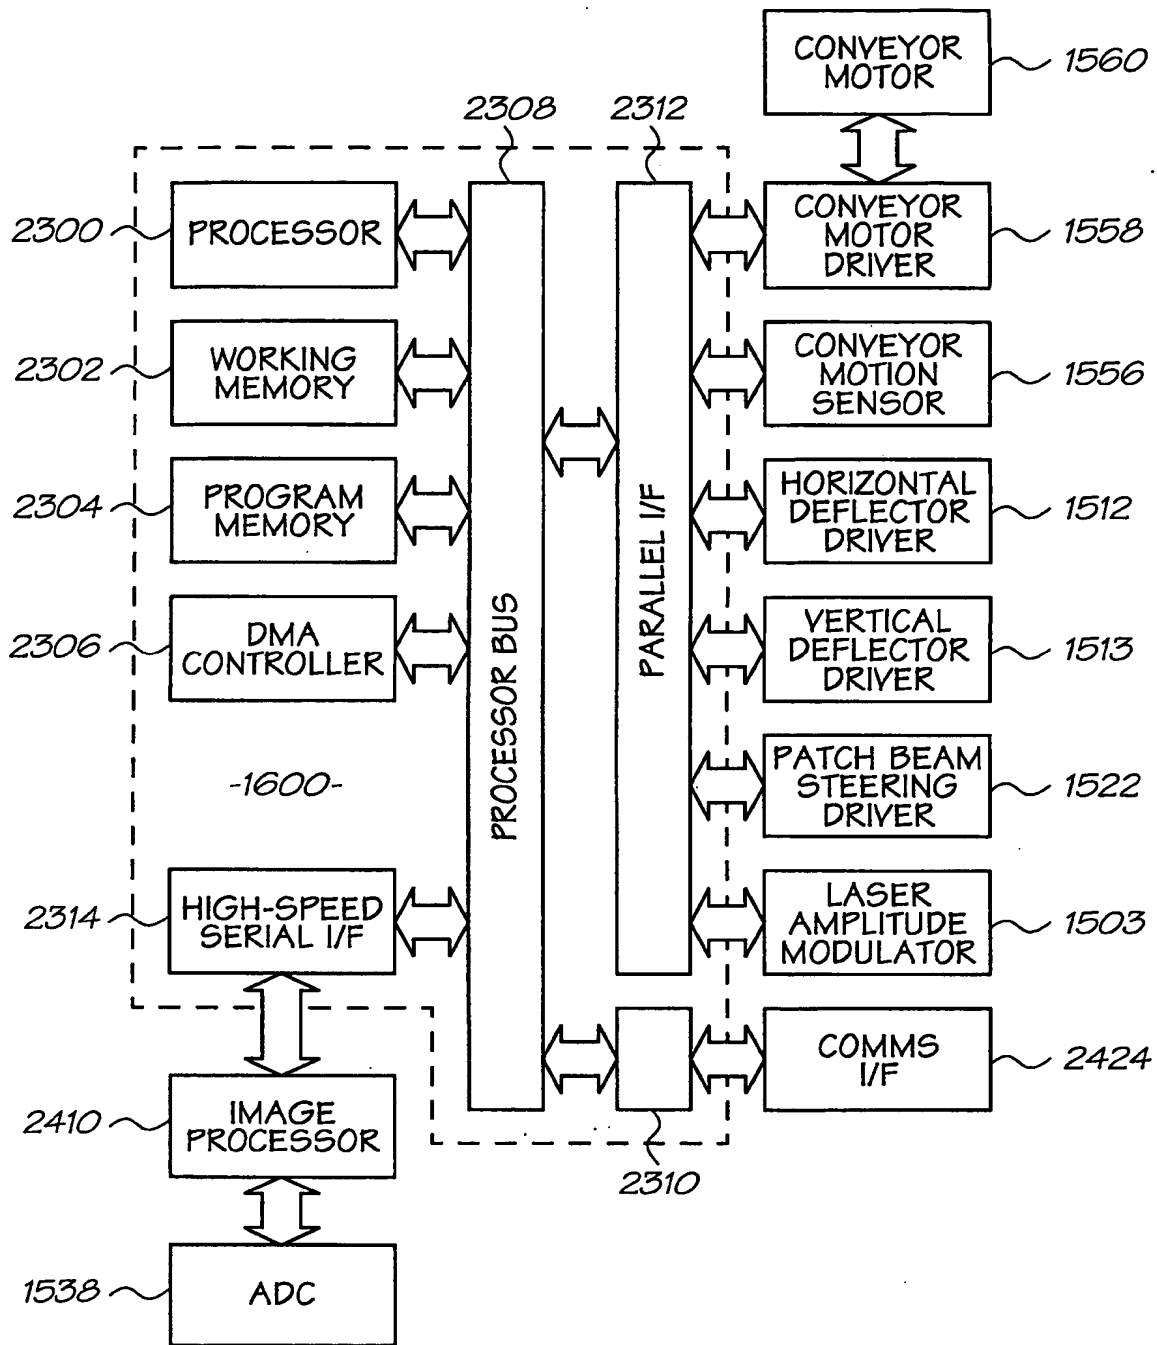 CONVEYOR
MOTOR
1560
2308
2312
2300
PROCESSOR
CONVEYOR
MOTOR
DRIVER
1558
2302
WORKING
MEMORY
CONVEYOR
MOTION
SENSOR
1556
2304
PROGRAM
MEMORY
HORIZONTAL
DEFLECTOR
DRIVER
1512
PROCESSOR BUS
PARALLEL I/F
2306
DMA
CONTROLLER
VERTICAL
DEFLECTOR
DRIVER
1513
-1600-
PATCH BEAM
STEERING
DRIVER
1522
2314
HIGH-SPEED
SERIAL I/F
LASER
AMPLITUDE
MODULATOR
1503
COMMS
I/F
2424
2410
IMAGE
PROCESSOR
2310
1538
ADC